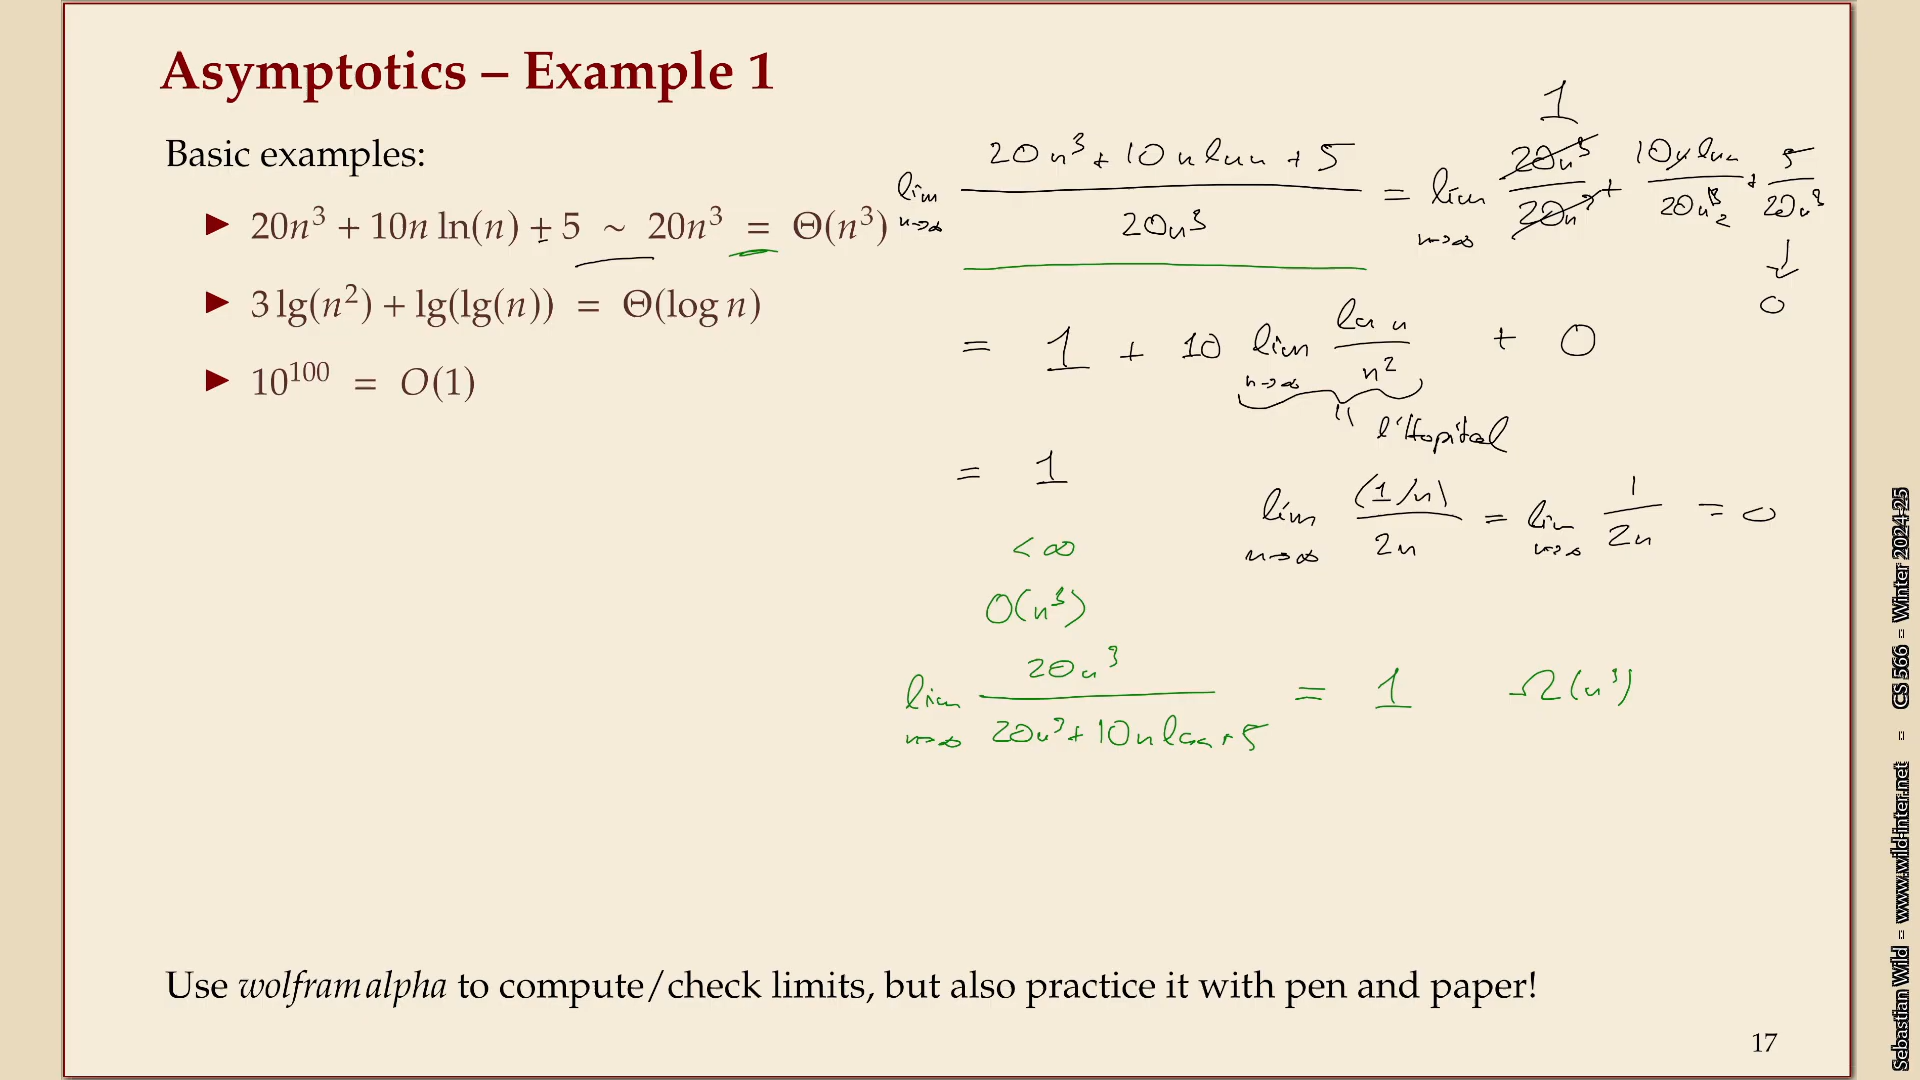 Asymptotics – Example 1
Basic examples:
▶ 20n³ + 10n ln(n) + 5 ∼ 20n³ = Θ(n³)
▶ 3 lg(n²) + lg(lg(n)) = Θ(log n)
▶ 10¹⁰⁰ = O(1)
lim n→∞ (20n³ + 10n ln n + 5) / (20n³) = lim n→∞ 20n³/20n³ + 10n ln n/20n³ 2 + 5/20n³
1
↓
0
= 1 + 10 lim n→∞ (ln n)/(n²) + 0
l'Hopital
= 1
lim n→∞ (1/n)/(2n) = lim n→∞ 1/(2n) = 0
< ∞
O(n³)
lim n→∞ 20n³ / (20n³ + 10n ln n + 5) = 1 Ω(n³)
Use wolframalpha to compute/check limits, but also practice it with pen and paper!
17
Sebastian Wild – www.wild-inter.net – CS 566 – Winter 2024-25